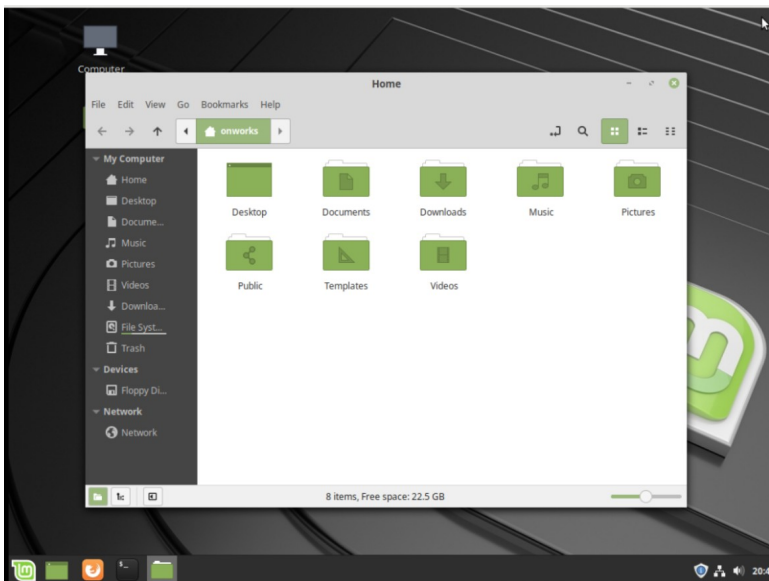 Computer
Home
File Edit View Go Bookmarks Help
onworks
My Computer
Home
Desktop
Docume...
Music
Pictures
Videos
Downloa...
File Syst...
Trash
Devices
Floppy Di...
Network
Network
Desktop Documents Downloads Music Pictures
Public Templates Videos
8 items, Free space: 22.5 GB
20:4